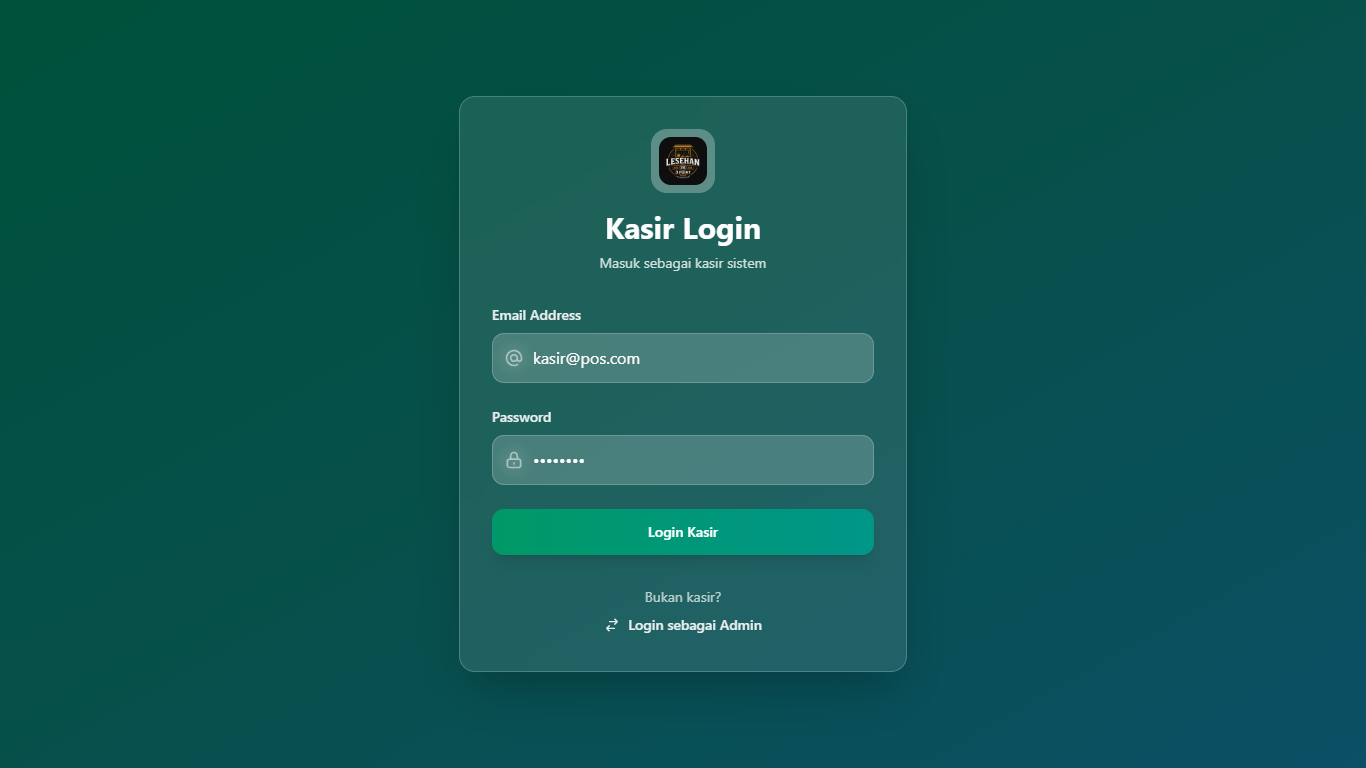 LESEHAN
Kasir Login
Masuk sebagai kasir sistem
Email Address
kasir@pos.com
Password
••••••••
Login Kasir
Bukan kasir?
Login sebagai Admin